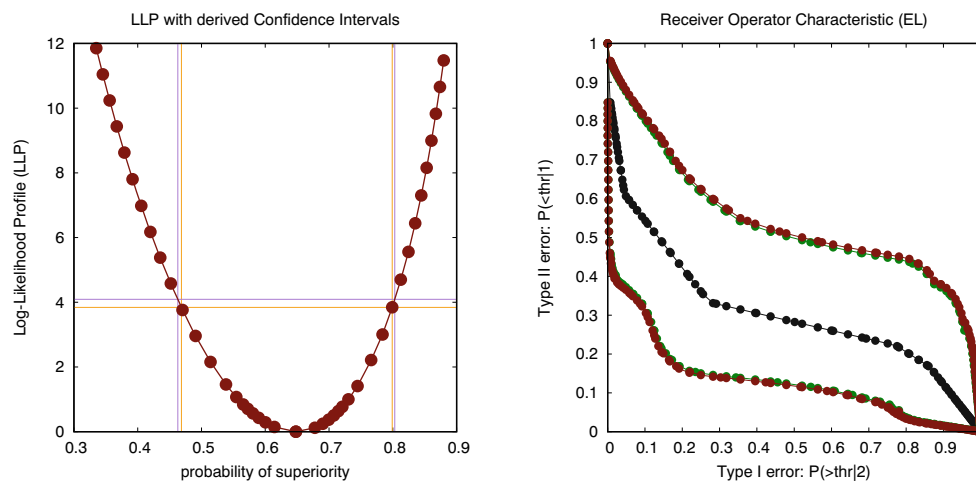 LLP with derived Confidence Intervals
12
10
8
6
4
2
0
Log-Likelihood Profile (LLP)
0.3 0.4 0.5 0.6 0.7 0.8 0.9
probability of superiority
Receiver Operator Characteristic (EL)
1
0.9
0.8
0.7
0.6
0.5
0.4
0.3
0.2
0.1
0
Type II error: P(<thr|1)
0 0.1 0.2 0.3 0.4 0.5 0.6 0.7 0.8 0.9
Type I error: P(>thr|2)